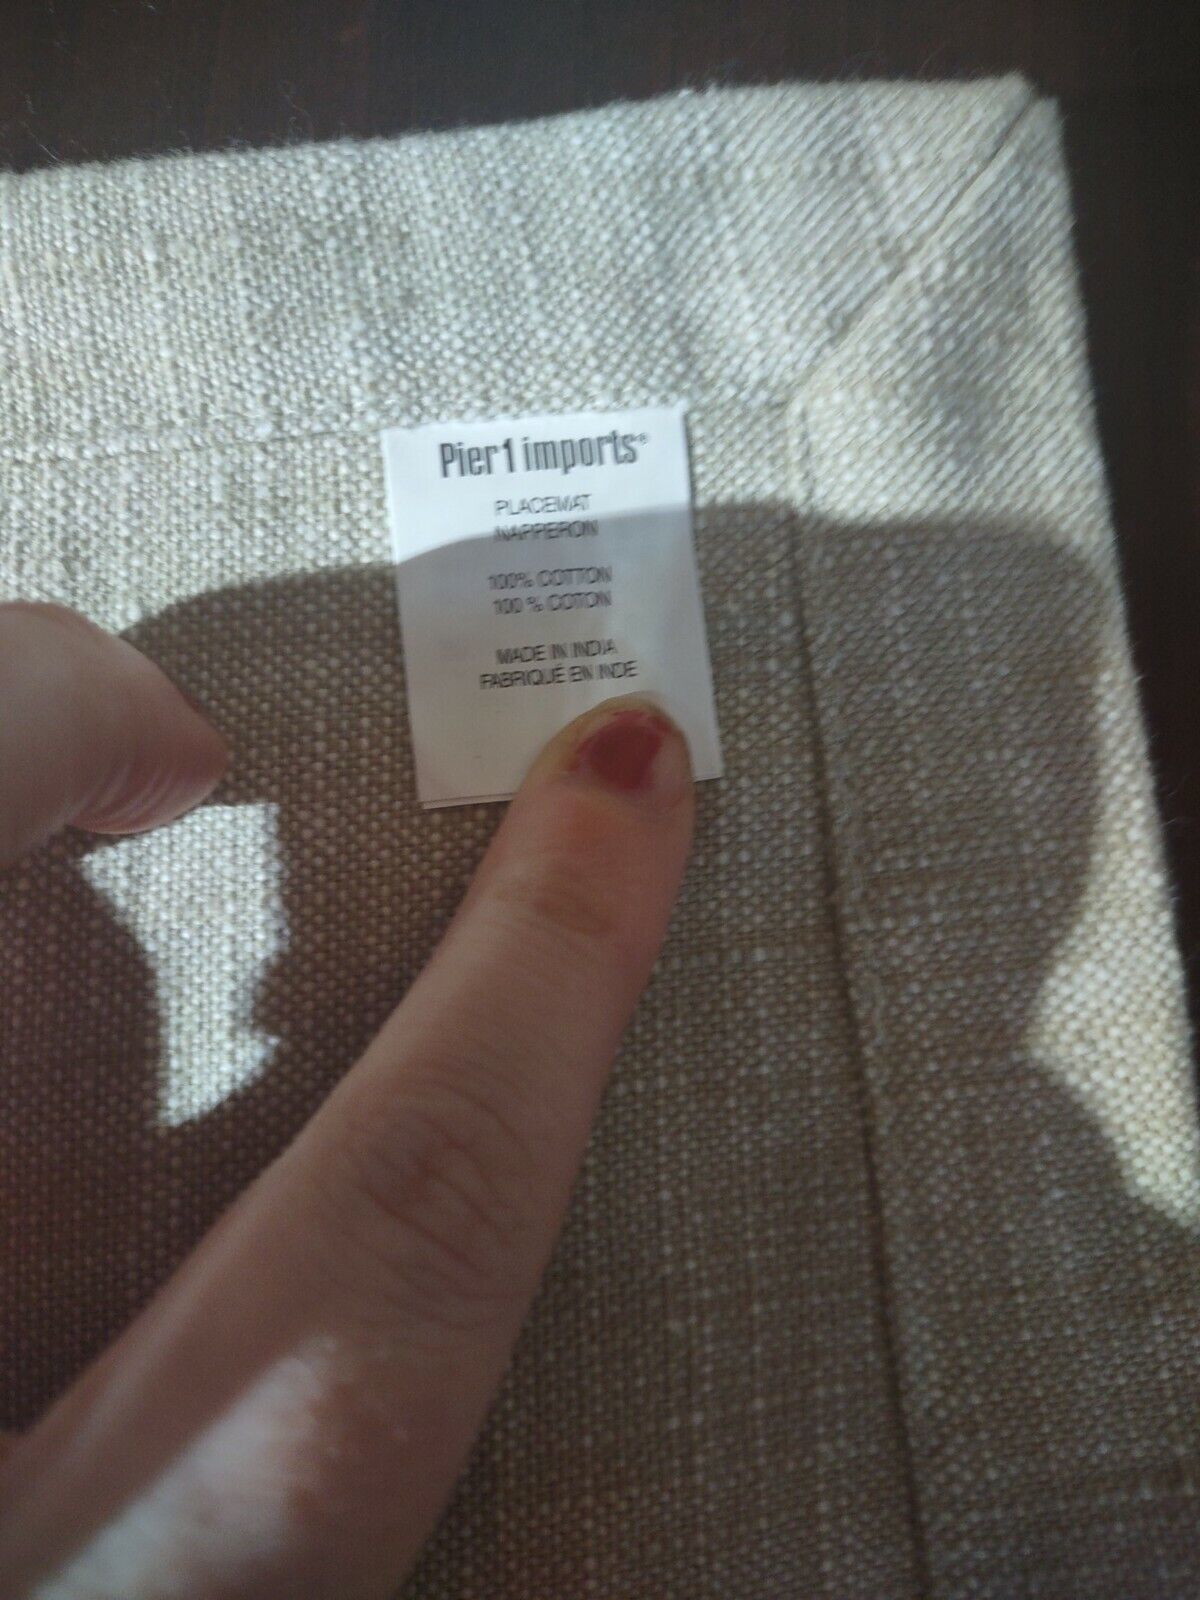 Pier1 imports®
PLACEMAT
NAPPERON
100% COTTON
100 % COTON
MADE IN INDIA
FABRIQUÉ EN INDE